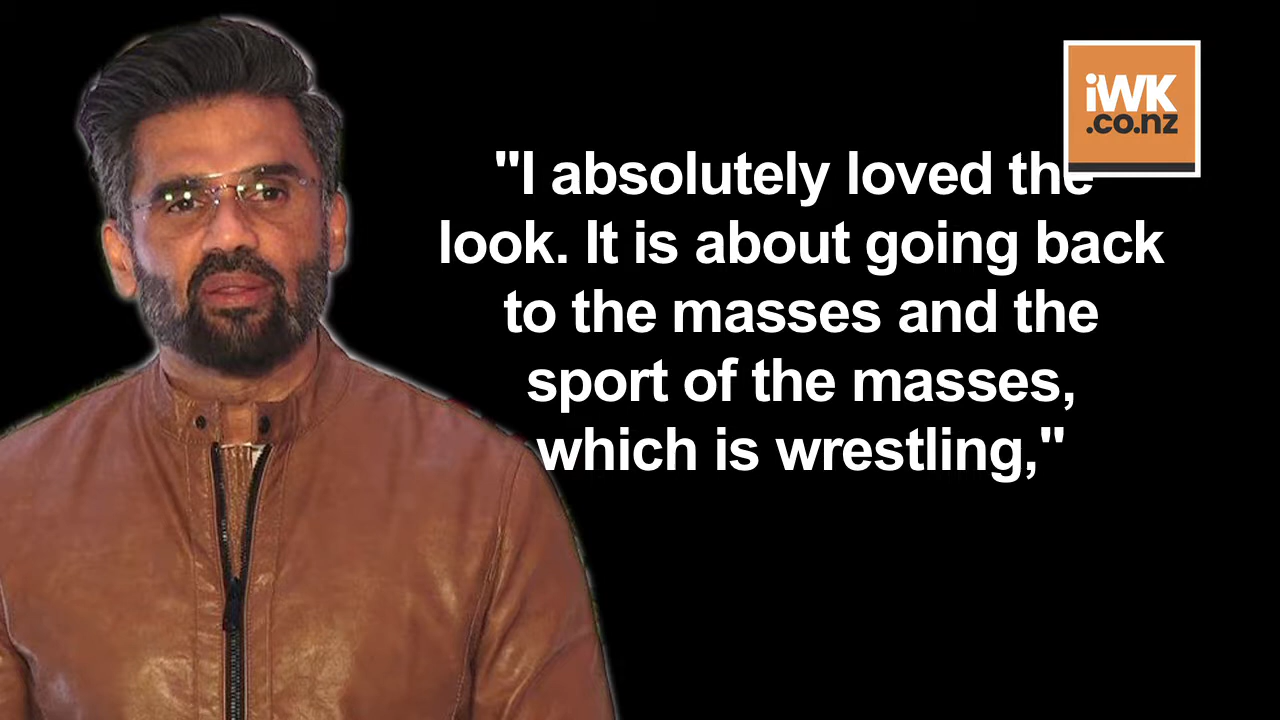 iWK
.co.nz
"I absolutely loved the
look. It is about going back
to the masses and the
sport of the masses,
which is wrestling,"